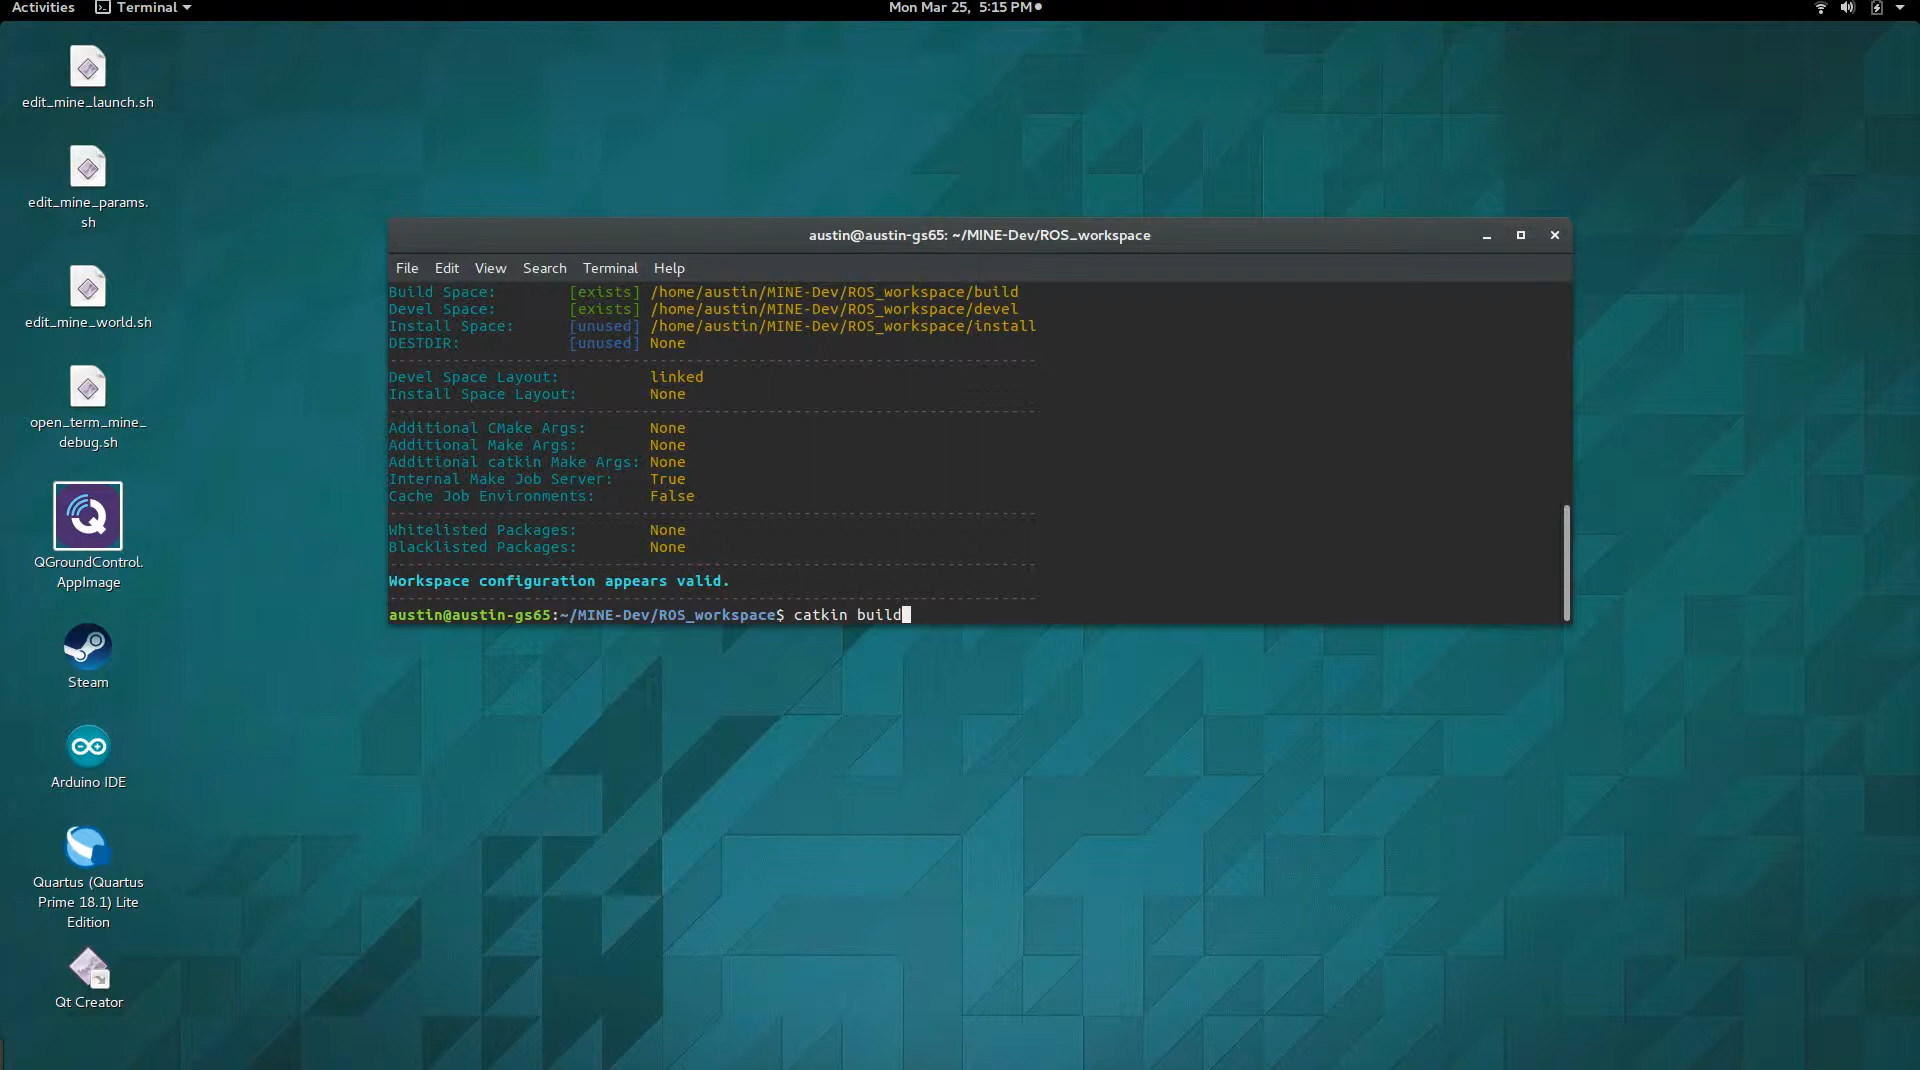 Activities
Terminal
Mon Mar 25, 5:15 PM
edit_mine_launch.sh
edit_mine_params.
sh
edit_mine_world.sh
open_term_mine_
debug.sh
QGroundControl.
AppImage
Steam
Arduino IDE
Quartus (Quartus
Prime 18.1) Lite
Edition
Qt Creator
austin@austin-gs65: ~/MINE-Dev/ROS_workspace
File Edit View Search Terminal Help
Build Space: [exists] /home/austin/MINE-Dev/ROS_workspace/build
Devel Space: [exists] /home/austin/MINE-Dev/ROS_workspace/devel
Install Space: [unused] /home/austin/MINE-Dev/ROS_workspace/install
DESTDIR: [unused] None
Devel Space Layout: linked
Install Space Layout: None
Additional CMake Args: None
Additional Make Args: None
Additional catkin Make Args: None
Internal Make Job Server: True
Cache Job Environments: False
Whitelisted Packages: None
Blacklisted Packages: None
Workspace configuration appears valid.
austin@austin-gs65:~/MINE-Dev/ROS_workspace$ catkin build